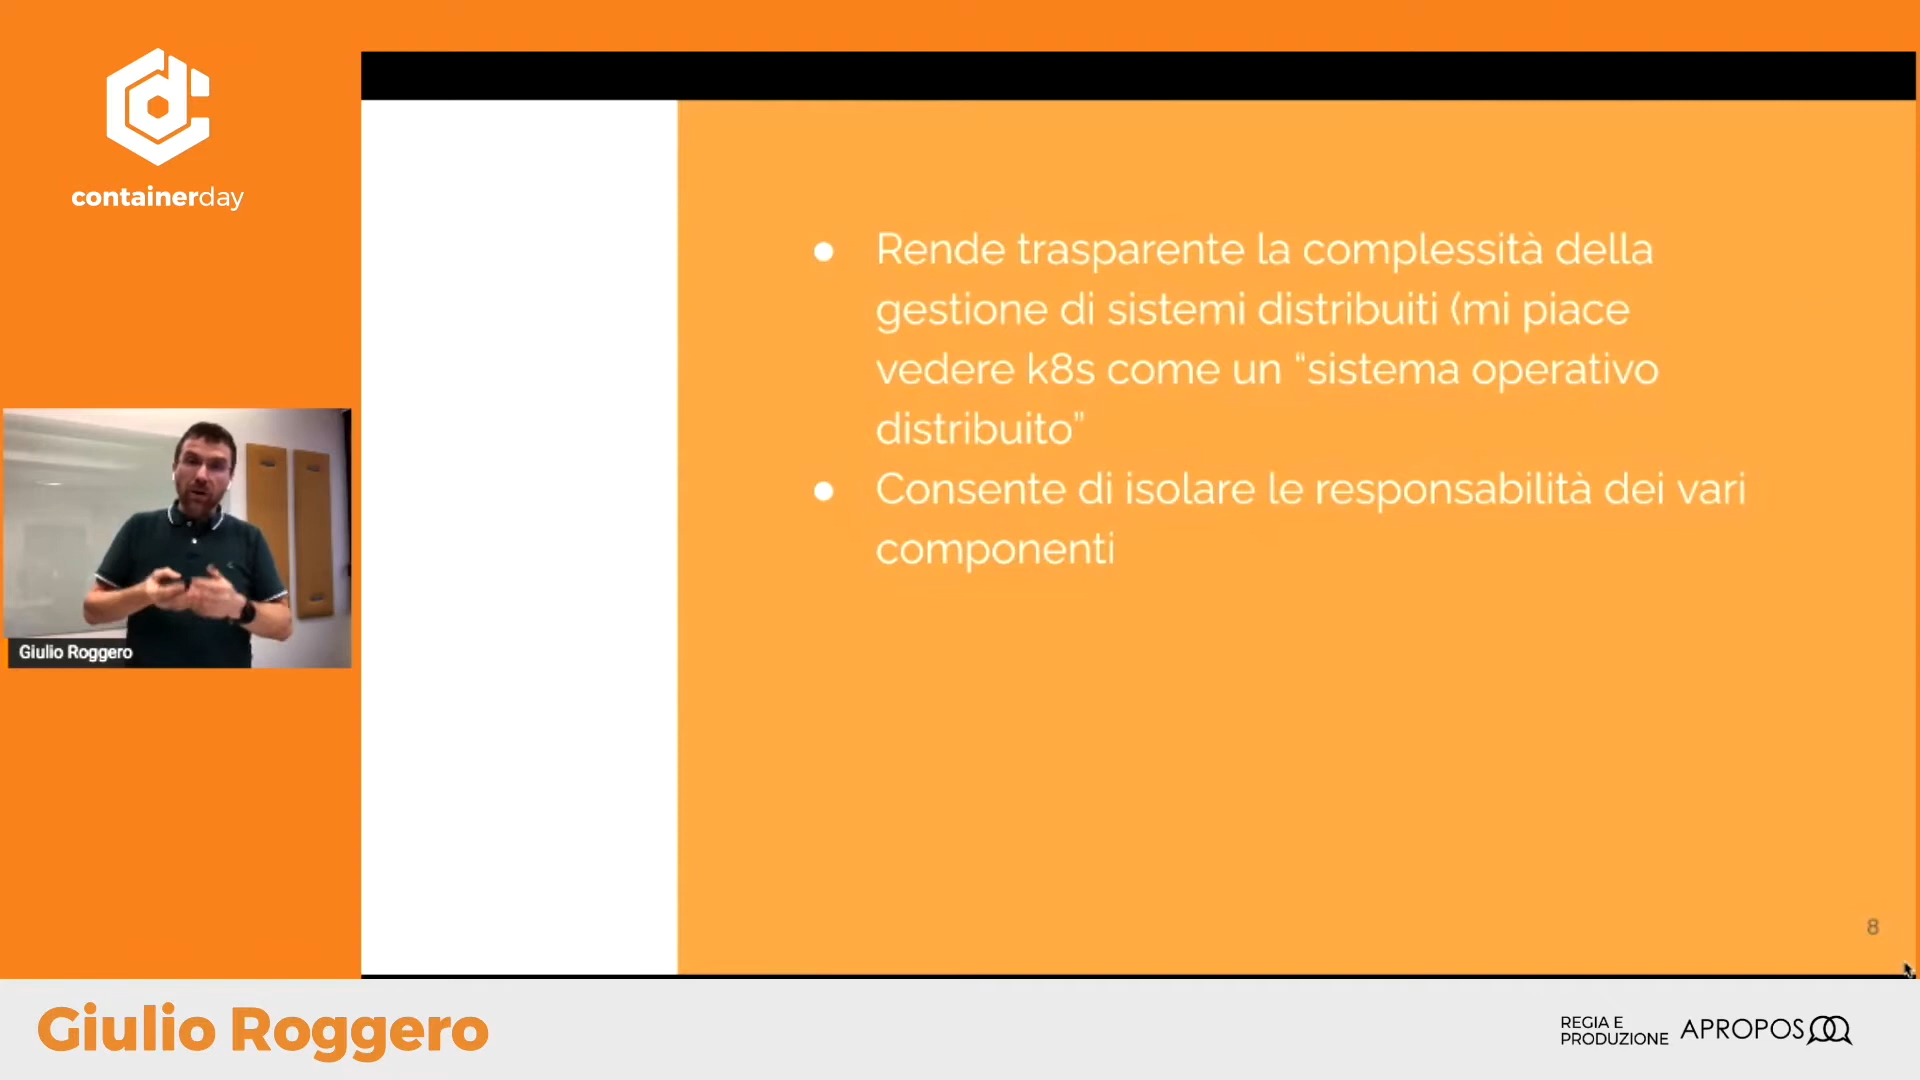 containerday
Rende trasparente la complessità della
gestione di sistemi distribuiti (mi piace
vedere k8s come un “sistema operativo
distribuito”
Consente di isolare le responsabilità dei vari
componenti
8
Giulio Roggero
Giulio Roggero
REGIA E
PRODUZIONE
APROPOS